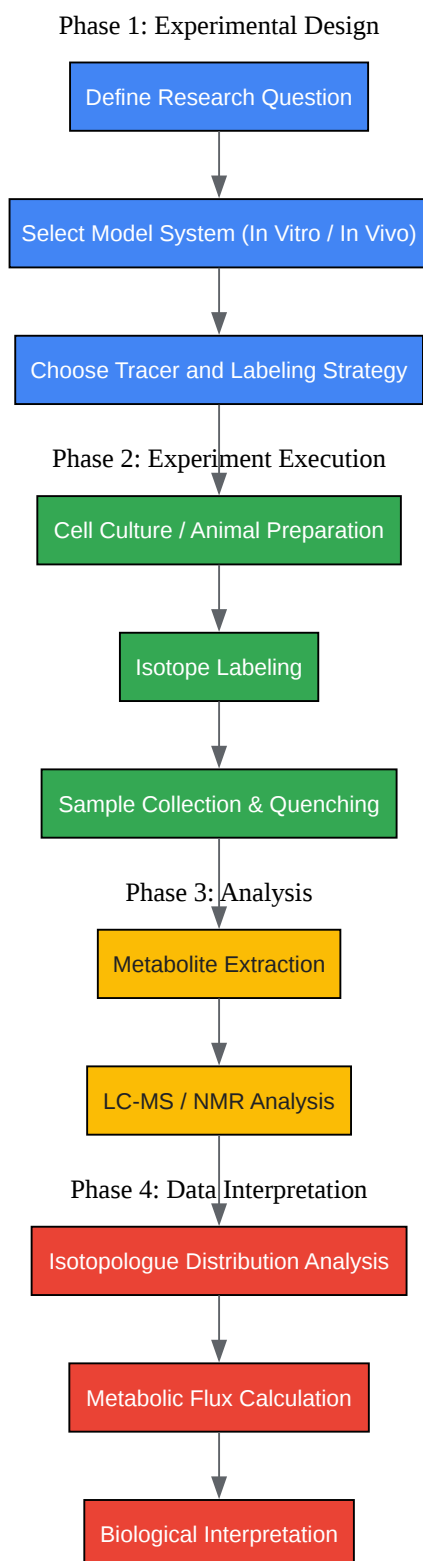 Phase 1: Experimental Design
Define Research Question
Select Model System (In Vitro / In Vivo)
Choose Tracer and Labeling Strategy
Phase 2: Experiment Execution
Cell Culture / Animal Preparation
Isotope Labeling
Sample Collection & Quenching
Phase 3: Analysis
Metabolite Extraction
LC-MS / NMR Analysis
Phase 4: Data Interpretation
Isotopologue Distribution Analysis
Metabolic Flux Calculation
Biological Interpretation